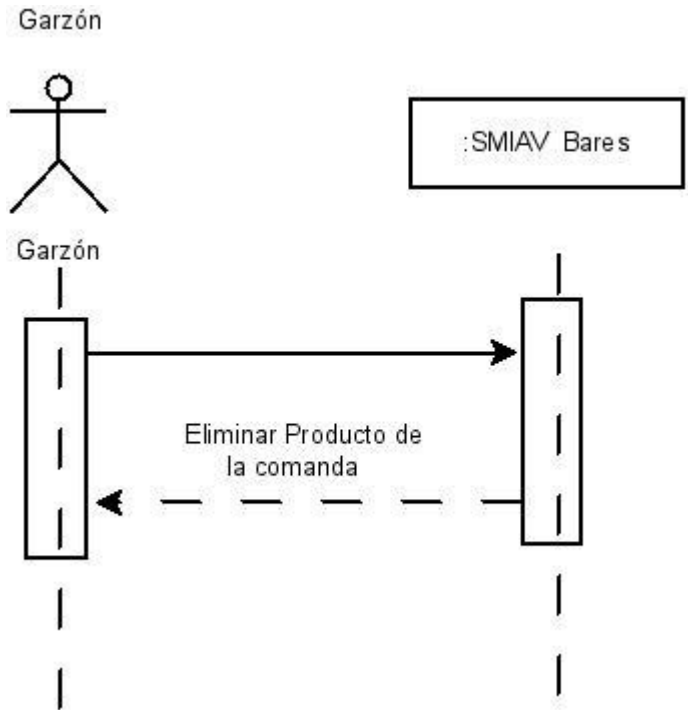 Garzón
:SMIAV Bares
Garzón
Eliminar Producto de
la comanda